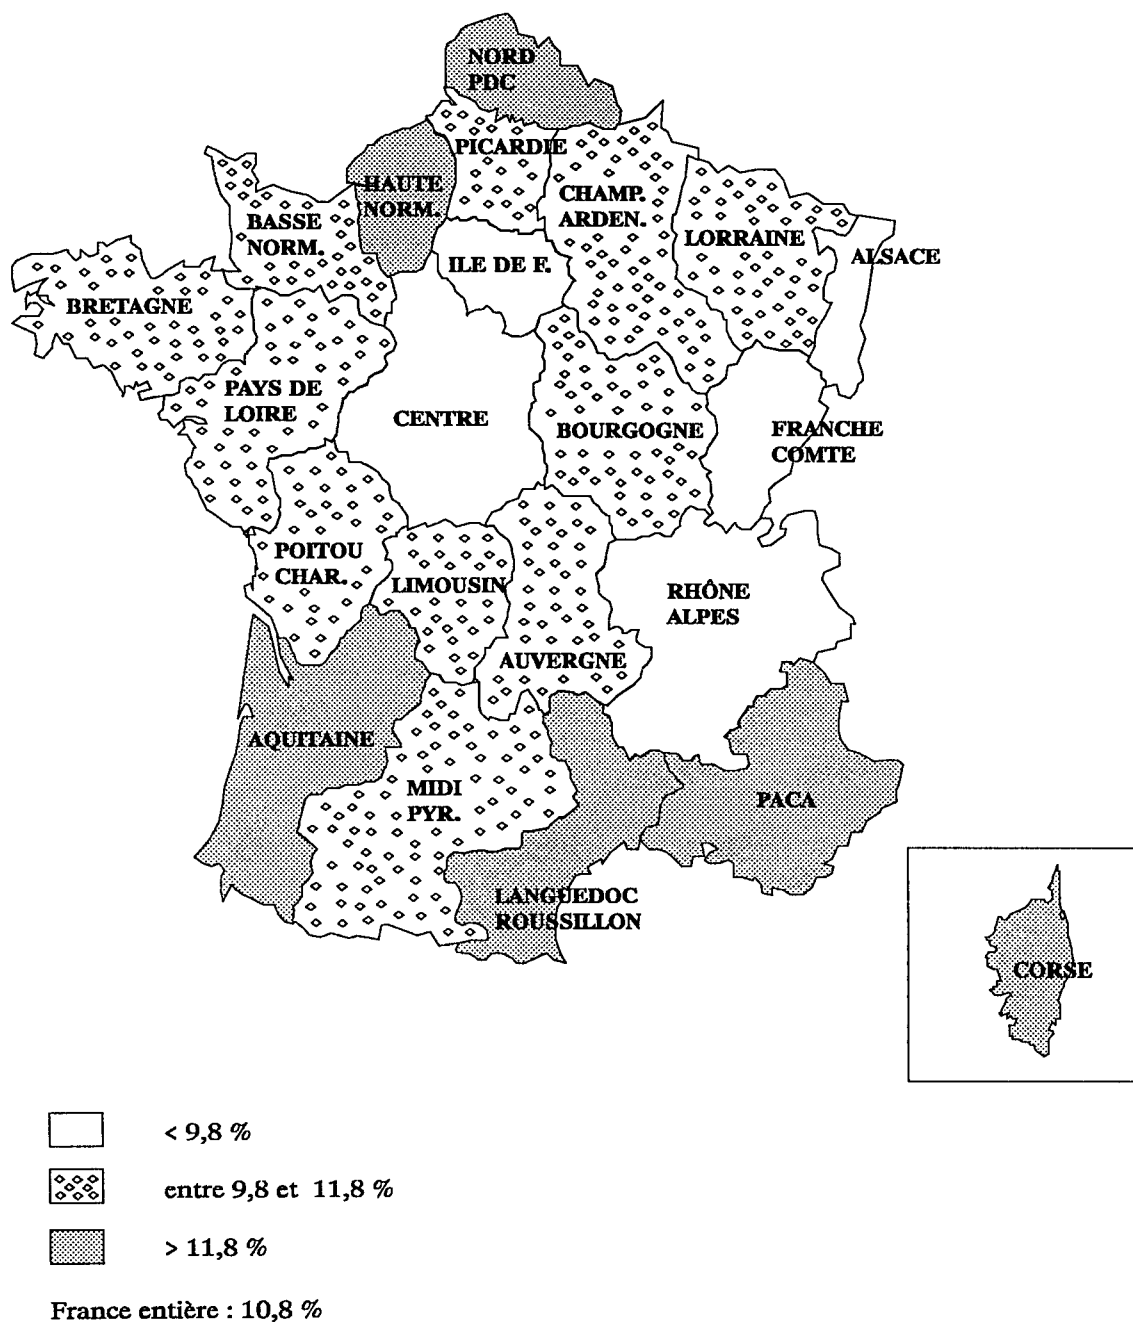 NORD
PDC
PICARDIE
HAUTE
NORM.
CHAMP.
ARDEN.
BASSE
NORM.
LORRAINE
ILE DE F.
ALSACE
BRETAGNE
PAYS DE
LOIRE
CENTRE
BOURGOGNE
FRANCHE
COMTE
POITOU
CHAR.
LIMOUSIN
RHÔNE
ALPES
AUVERGNE
AQUITAINE
MIDI
PYR.
PACA
LANGUEDOC
ROUSSILLON
CORSE
< 9,8 %
entre 9,8 et 11,8 %
> 11,8 %
France entière : 10,8 %